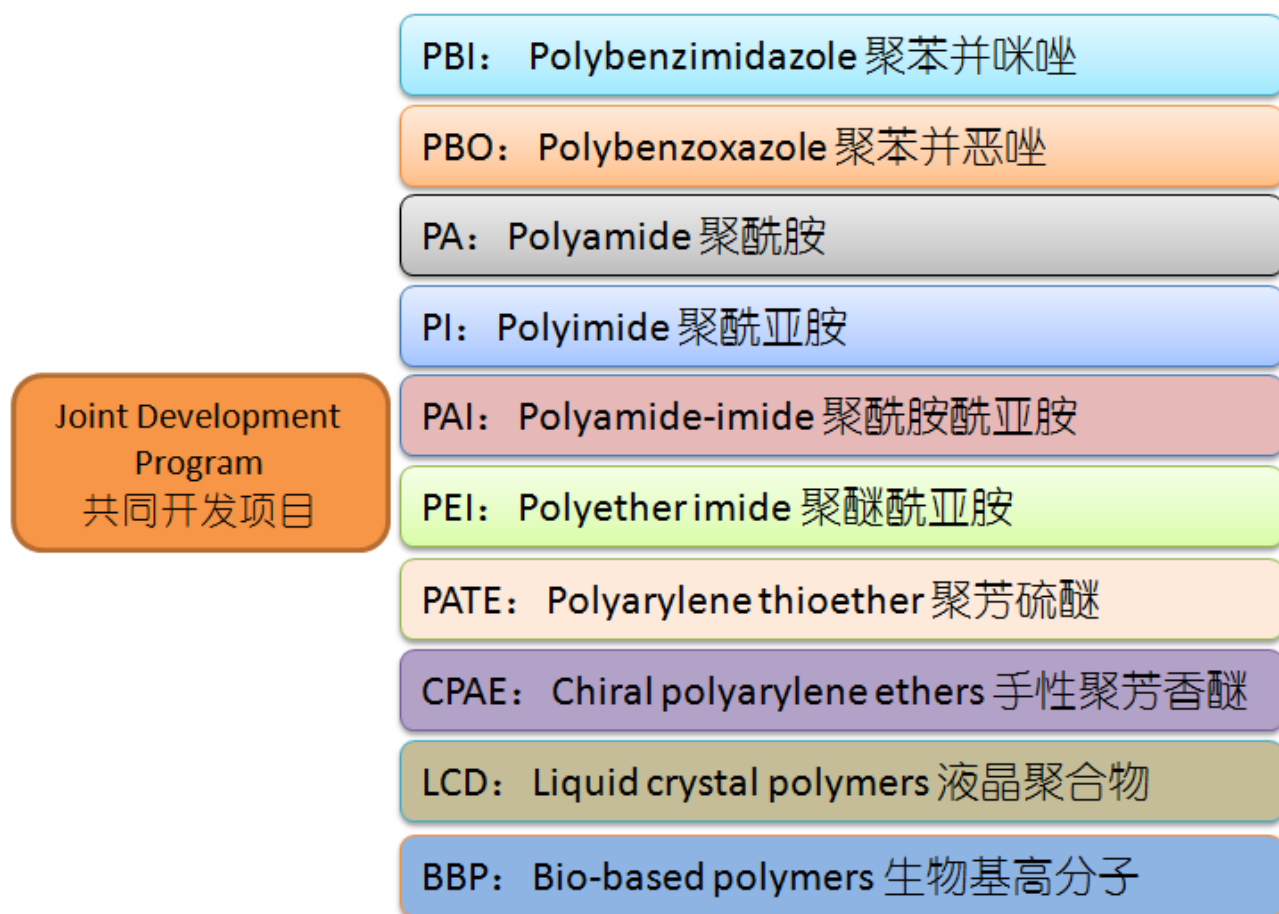 PBI： Polybenzimidazole 聚苯并咪唑
PBO： Polybenzoxazole 聚苯并恶唑
PA： Polyamide 聚酰胺
PI： Polyimide 聚酰亚胺
Joint Development
Program
共同开发项目
PAI： Polyamide-imide 聚酰胺酰亚胺
PEI： Polyether imide 聚醚酰亚胺
PATE： Polyarylene thioether 聚芳硫醚
CPAE： Chiral polyarylene ethers 手性聚芳香醚
LCD： Liquid crystal polymers 液晶聚合物
BBP： Bio-based polymers 生物基高分子